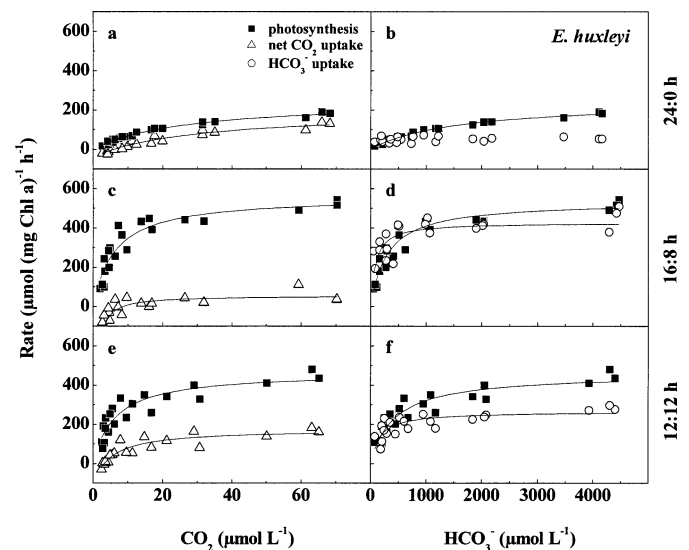 a
■ photosynthesis
△ net CO₂ uptake
○ HCO₃⁻ uptake
b
E. huxleyi
24:0 h
600
400
200
0
c
d
16:8 h
600
400
200
0
e
f
12:12 h
600
400
200
0
Rate (µmol (mg Chl a)⁻¹ h⁻¹)
0 20 40 60
0 1000 2000 3000 4000
CO₂ (µmol L⁻¹)
HCO₃⁻ (µmol L⁻¹)